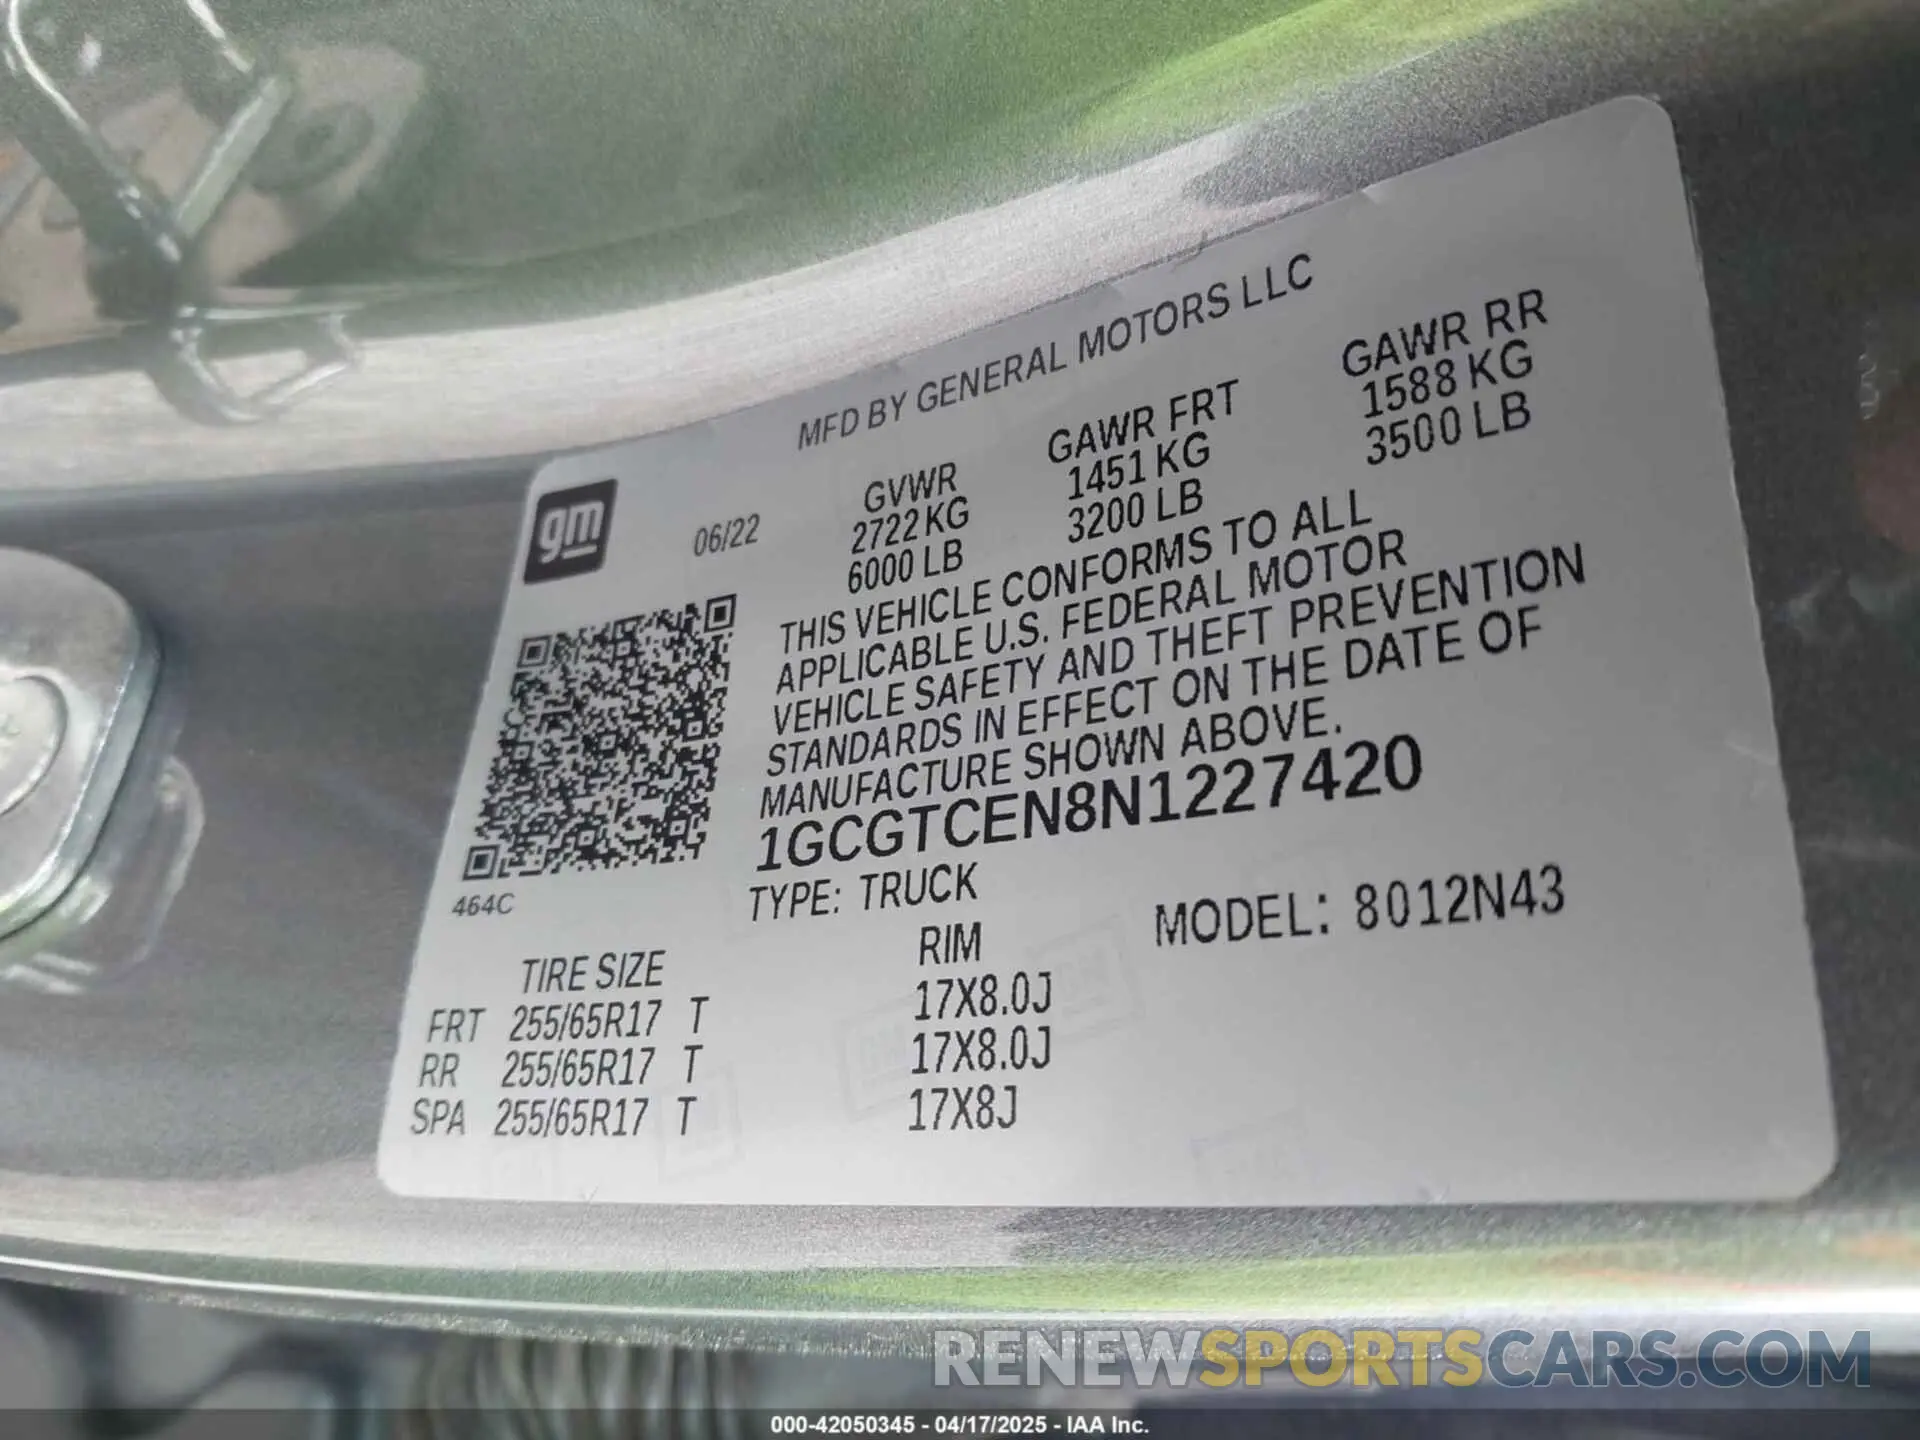 MFD BY GENERAL MOTORS LLC
gm
06/22
GVWR GAWR FRT GAWR RR
2722 KG 1451 KG 1588 KG
6000 LB 3200 LB 3500 LB
THIS VEHICLE CONFORMS TO ALL
APPLICABLE U.S. FEDERAL MOTOR
VEHICLE SAFETY AND THEFT PREVENTION
STANDARDS IN EFFECT ON THE DATE OF
MANUFACTURE SHOWN ABOVE.
1GCGTCEN8N1227420
464C
TYPE: TRUCK MODEL: 8012N43
TIRE SIZE RIM
FRT 255/65R17 T 17X8.0J
RR 255/65R17 T 17X8.0J
SPA 255/65R17 T 17X8J
RENEWSPORTSCARS.COM
000-42050345 - 04/17/2025 - IAA Inc.